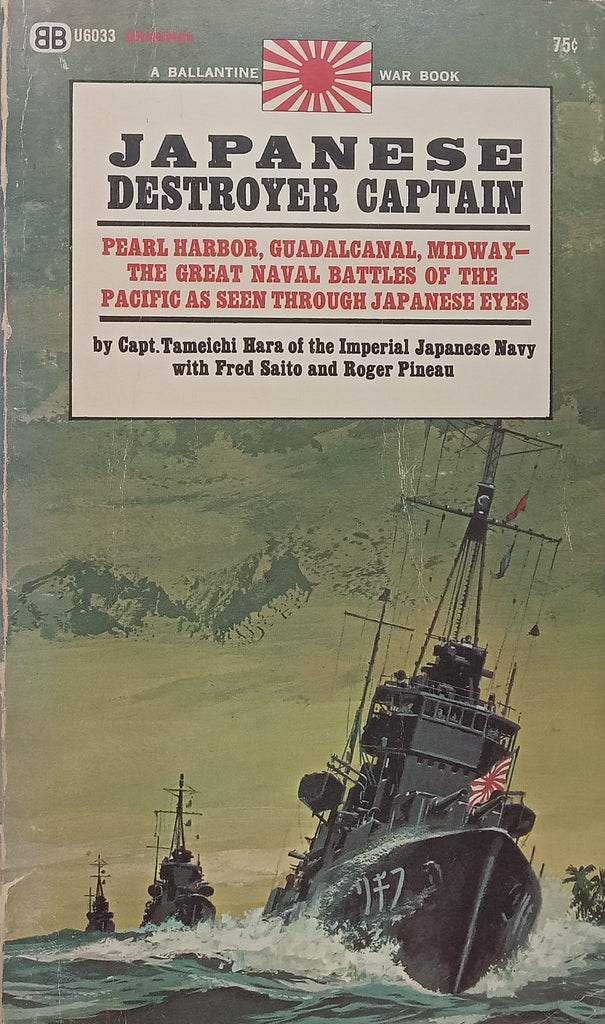 BB U6033
75¢
A BALLANTINE WAR BOOK
JAPANESE
DESTROYER CAPTAIN
PEARL HARBOR, GUADALCANAL, MIDWAY—
THE GREAT NAVAL BATTLES OF THE
PACIFIC AS SEEN THROUGH JAPANESE EYES
by Capt. Tameichi Hara of the Imperial Japanese Navy
with Fred Saito and Roger Pineau